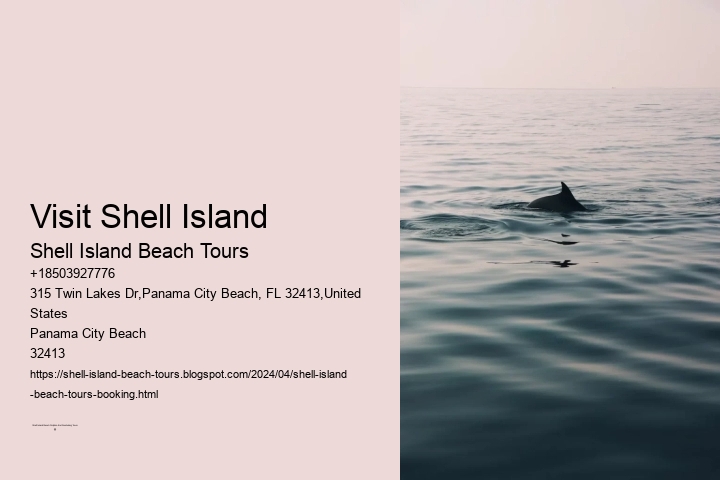 Visit Shell Island
Shell Island Beach Tours
+18503927776
315 Twin Lakes Dr,Panama City Beach, FL 32413,United
States
Panama City Beach
32413
https://shell-island-beach-tours.blogspot.com/2024/04/shell-island
-beach-tours-booking.html